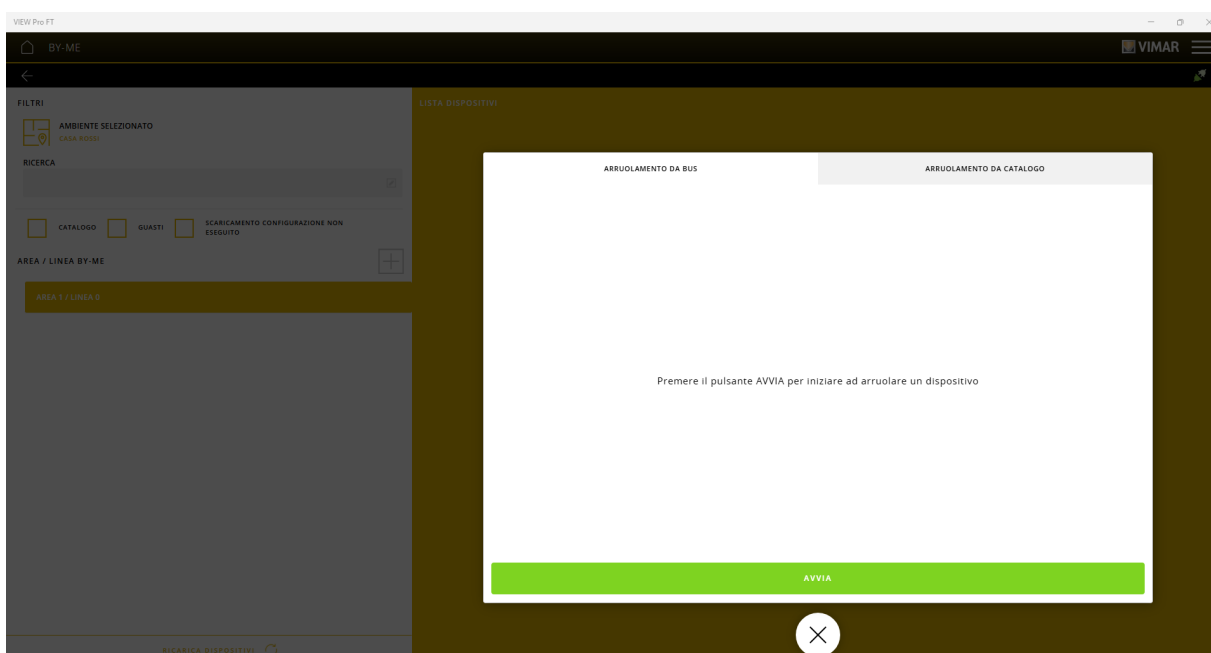 VIEW Pro FT
BY-ME
VIMAR
FILTRI
LISTA DISPOSITIVI
AMBIENTE SELEZIONATO
CASA ROSSI
RICERCA
ARRUOLAMENTO DA BUS
ARRUOLAMENTO DA CATALOGO
CATALOGO
GUASTI
SCARICAMENTO CONFIGURAZIONE NON
ESEGUITO
AREA / LINEA BY-ME
AREA 1 / LINEA 0
Premere il pulsante AVVIA per iniziare ad arruolare un dispositivo
AVVIA
RICARICA DISPOSITIVI